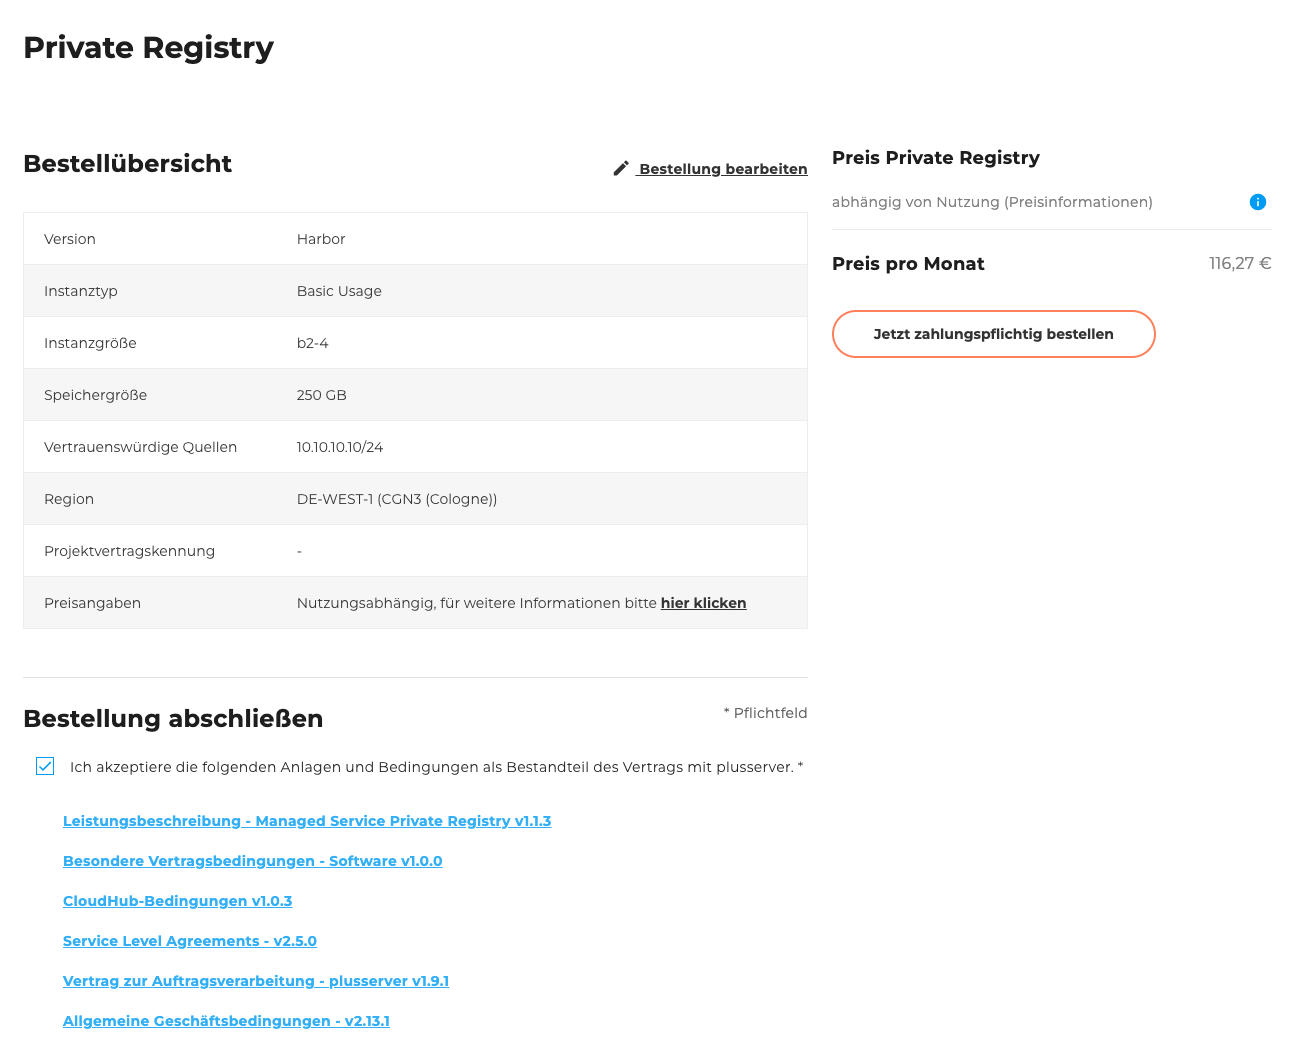 Private Registry
Bestellübersicht
Bestellung bearbeiten
Version Harbor
Instanztyp Basic Usage
Instanzgröße b2-4
Speichergröße 250 GB
Vertrauenswürdige Quellen 10.10.10.10/24
Region DE-WEST-1 (CGN3 (Cologne))
Projektvertragskennung -
Preisangaben Nutzungsabhängig, für weitere Informationen bitte hier klicken
Bestellung abschließen
* Pflichtfeld
Ich akzeptiere die folgenden Anlagen und Bedingungen als Bestandteil des Vertrags mit plusserver. *
Leistungsbeschreibung - Managed Service Private Registry v1.1.3
Besondere Vertragsbedingungen - Software v1.0.0
CloudHub-Bedingungen v1.0.3
Service Level Agreements - v2.5.0
Vertrag zur Auftragsverarbeitung - plusserver v1.9.1
Allgemeine Geschäftsbedingungen - v2.13.1
Preis Private Registry
abhängig von Nutzung (Preisinformationen)
Preis pro Monat 116,27 €
Jetzt zahlungspflichtig bestellen